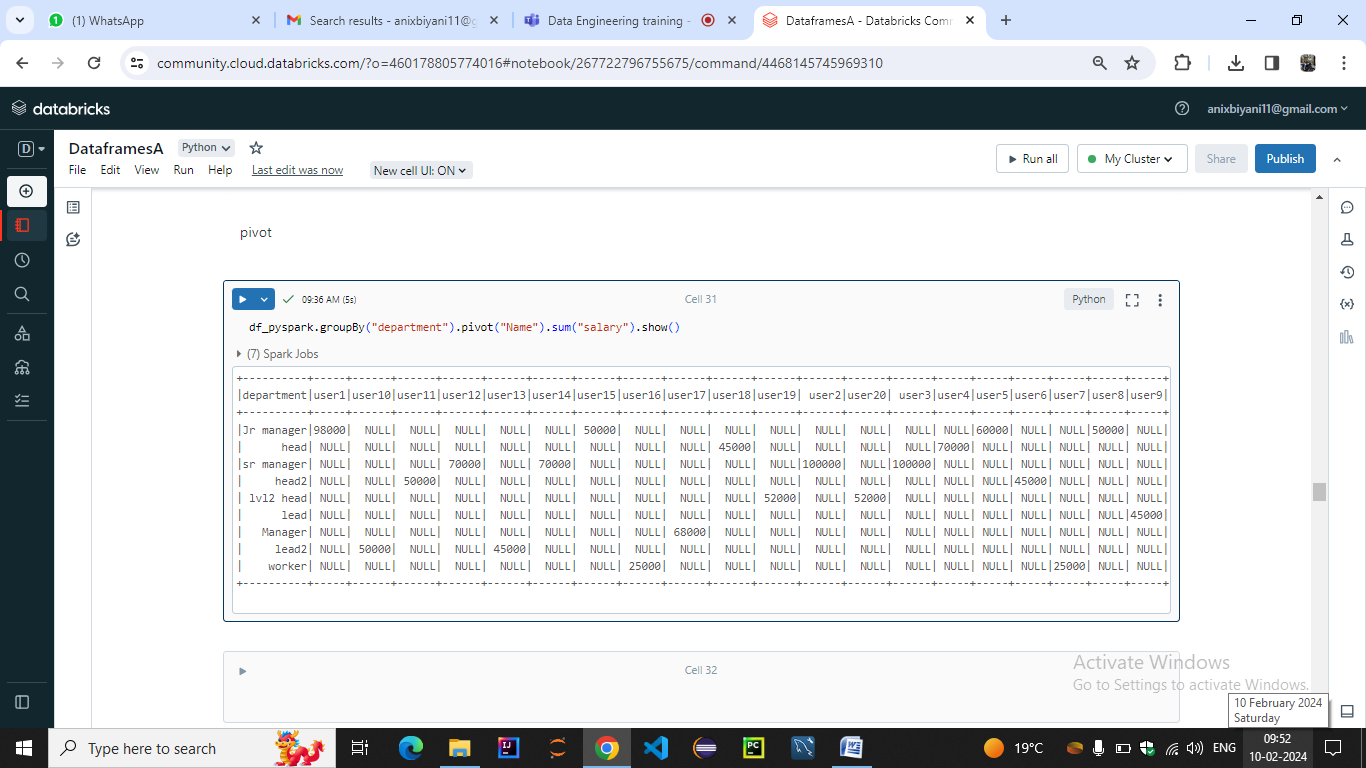 (1) WhatsApp
Search results - anixbiyani11@g
Data Engineering training -
DataframesA - Databricks Com
community.cloud.databricks.com/?o=460178805774016#notebook/267722796755675/command/4468145745969310
databricks
anixbiyani11@gmail.com
D
DataframesA
Python
File Edit View Run Help Last edit was now New cell UI: ON
Run all
My Cluster
Share
Publish
pivot
09:36 AM (5s)
Cell 31
Python
df_pyspark.groupBy("department").pivot("Name").sum("salary").show()
(7) Spark Jobs
+----------+-----+------+------+------+------+------+------+------+------+------+------+------+------+------+-----+-----+-----+-----+-----+-----+
|department|user1|user10|user11|user12|user13|user14|user15|user16|user17|user18|user19| user2|user20| user3|user4|user5|user6|user7|user8|user9|
+----------+-----+------+------+------+------+------+------+------+------+------+------+------+------+------+-----+-----+-----+-----+-----+-----+
|Jr manager|98000|  NULL|  NULL|  NULL|  NULL|  NULL| 50000|  NULL|  NULL|  NULL|  NULL|  NULL|  NULL|  NULL| NULL|60000| NULL| NULL|50000| NULL|
|      head| NULL|  NULL|  NULL|  NULL|  NULL|  NULL|  NULL|  NULL|  NULL| 45000|  NULL|  NULL|  NULL|  NULL|70000| NULL| NULL| NULL| NULL| NULL|
|sr manager| NULL|  NULL|  NULL| 70000|  NULL| 70000|  NULL|  NULL|  NULL|  NULL|  NULL|100000|  NULL|100000| NULL| NULL| NULL| NULL| NULL| NULL|
|     head2| NULL|  NULL| 50000|  NULL|  NULL|  NULL|  NULL|  NULL|  NULL|  NULL|  NULL|  NULL|  NULL|  NULL| NULL| NULL|45000| NULL| NULL| NULL|
| lvl2 head| NULL|  NULL|  NULL|  NULL|  NULL|  NULL|  NULL|  NULL|  NULL|  NULL| 52000|  NULL| 52000|  NULL| NULL| NULL| NULL| NULL| NULL| NULL|
|      lead| NULL|  NULL|  NULL|  NULL|  NULL|  NULL|  NULL|  NULL|  NULL|  NULL|  NULL|  NULL|  NULL|  NULL| NULL| NULL| NULL| NULL| NULL|45000|
|   Manager| NULL|  NULL|  NULL|  NULL|  NULL|  NULL|  NULL|  NULL| 68000|  NULL|  NULL|  NULL|  NULL|  NULL| NULL| NULL| NULL| NULL| NULL| NULL|
|     lead2| NULL| 50000|  NULL|  NULL| 45000|  NULL|  NULL|  NULL|  NULL|  NULL|  NULL|  NULL|  NULL|  NULL| NULL| NULL| NULL| NULL| NULL| NULL|
|    worker| NULL|  NULL|  NULL|  NULL|  NULL|  NULL|  NULL| 25000|  NULL|  NULL|  NULL|  NULL|  NULL|  NULL| NULL| NULL| NULL|25000| NULL| NULL|
+----------+-----+------+------+------+------+------+------+------+------+------+------+------+------+------+-----+-----+-----+-----+-----+-----+
Cell 32
Activate Windows
Go to Settings to activate Windows.
10 February 2024
Saturday
Type here to search
19°C
ENG
09:52
10-02-2024